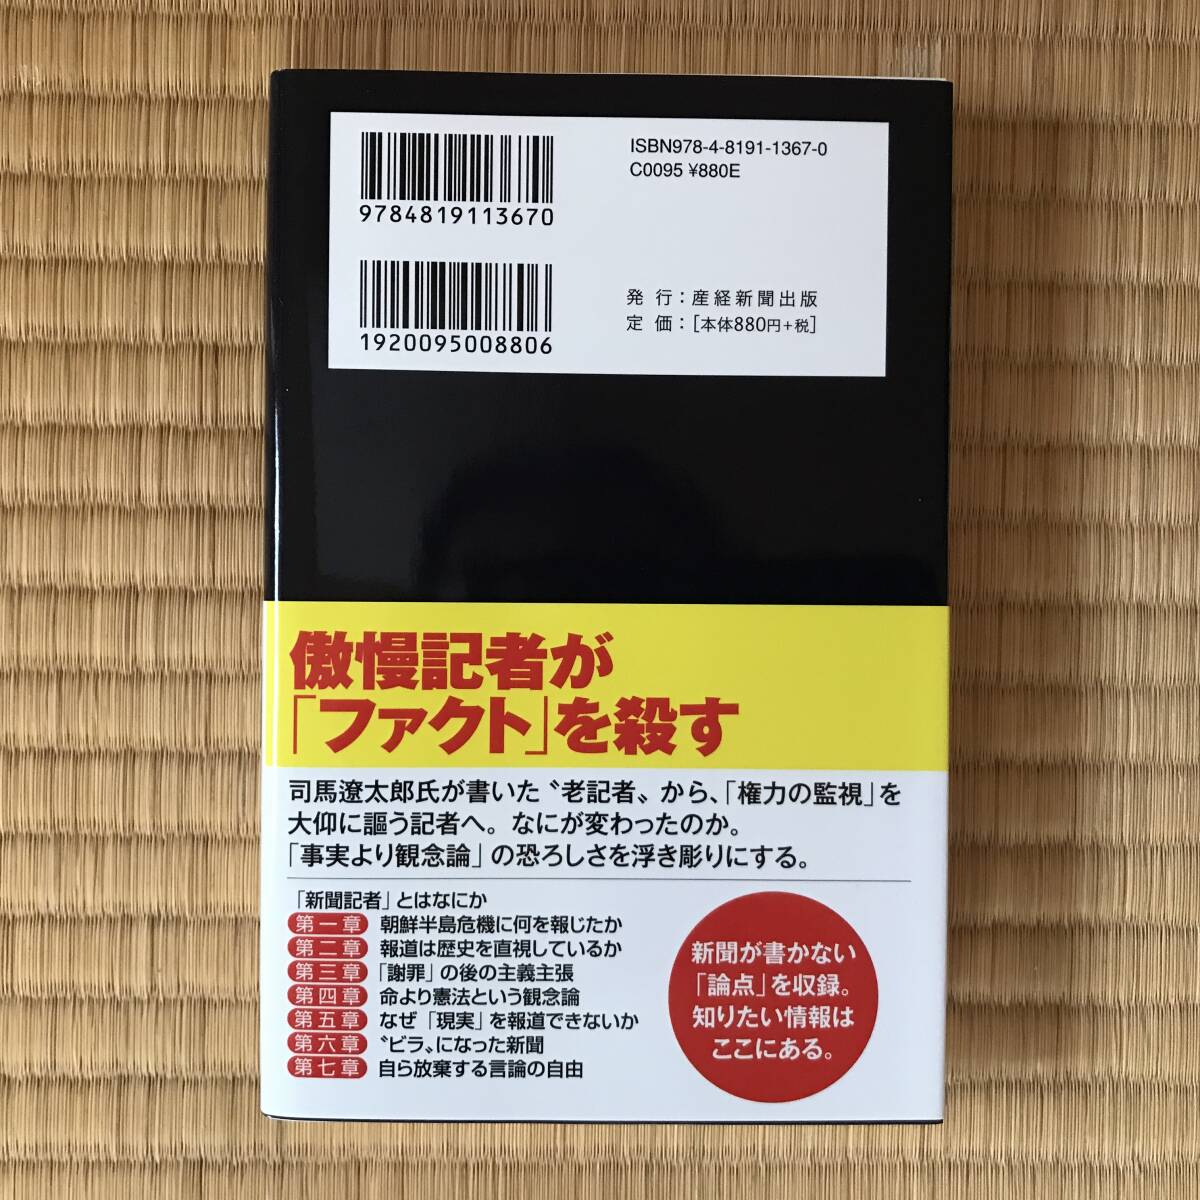 ISBN978-4-8191-1367-0
C0095 ¥880E
9784819113670
1920095008806
発行：産経新聞出版
定価：[本体880円+税]
傲慢記者が
「ファクト」を殺す
司馬遼太郎氏が書いた〝老記者〟から、「権力の監視」を
大仰に謳う記者へ。なにが変わったのか。
「事実より観念論」の恐ろしさを浮き彫りにする。
「新聞記者」とはなにか
第一章 朝鮮半島危機に何を報じたか
第二章 報道は歴史を直視しているか
第三章 「謝罪」の後の主義主張
第四章 命より憲法という観念論
第五章 なぜ「現実」を報道できないか
第六章 〝ビラ〟になった新聞
第七章 自ら放棄する言論の自由
新聞が書かない
「論点」を収録。
知りたい情報は
ここにある。